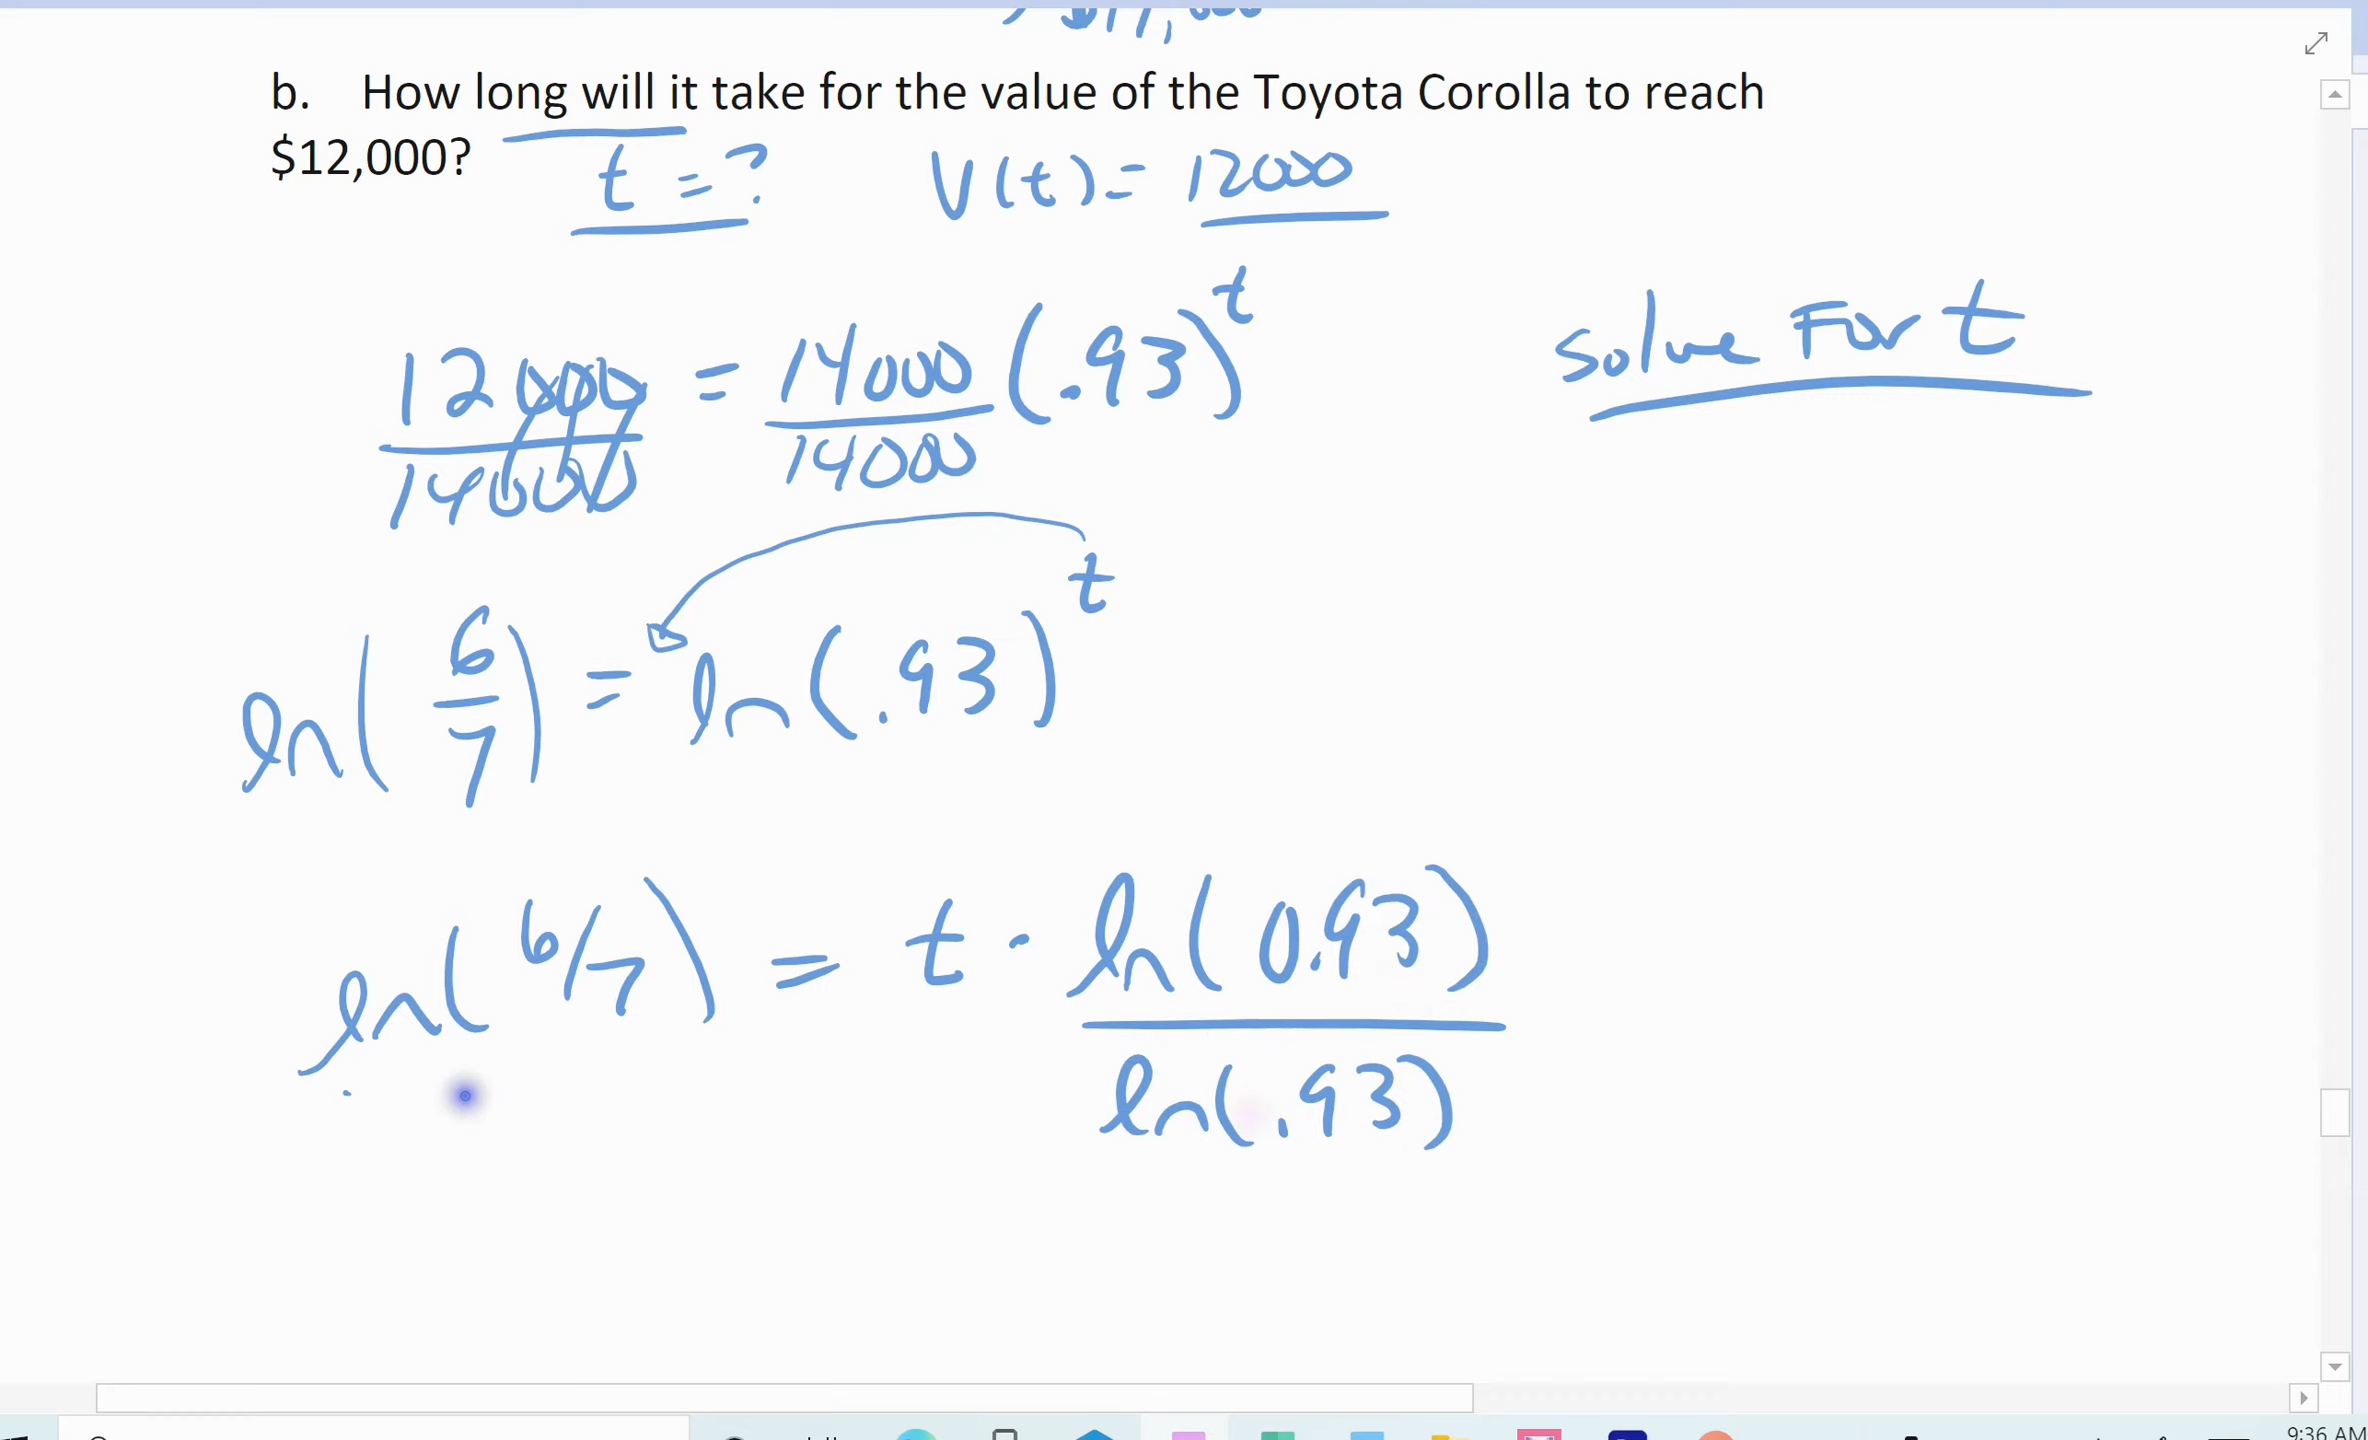 b. How long will it take for the value of the Toyota Corolla to reach
$12,000?
t = ? V(t) = 12000
12000 = 14000 (.93)^t Solve For t
14000 14000
ln(6/7) = ln(.93)^t
ln(6/7) = t · ln(0.93)
ln(.93)
9:36 AM